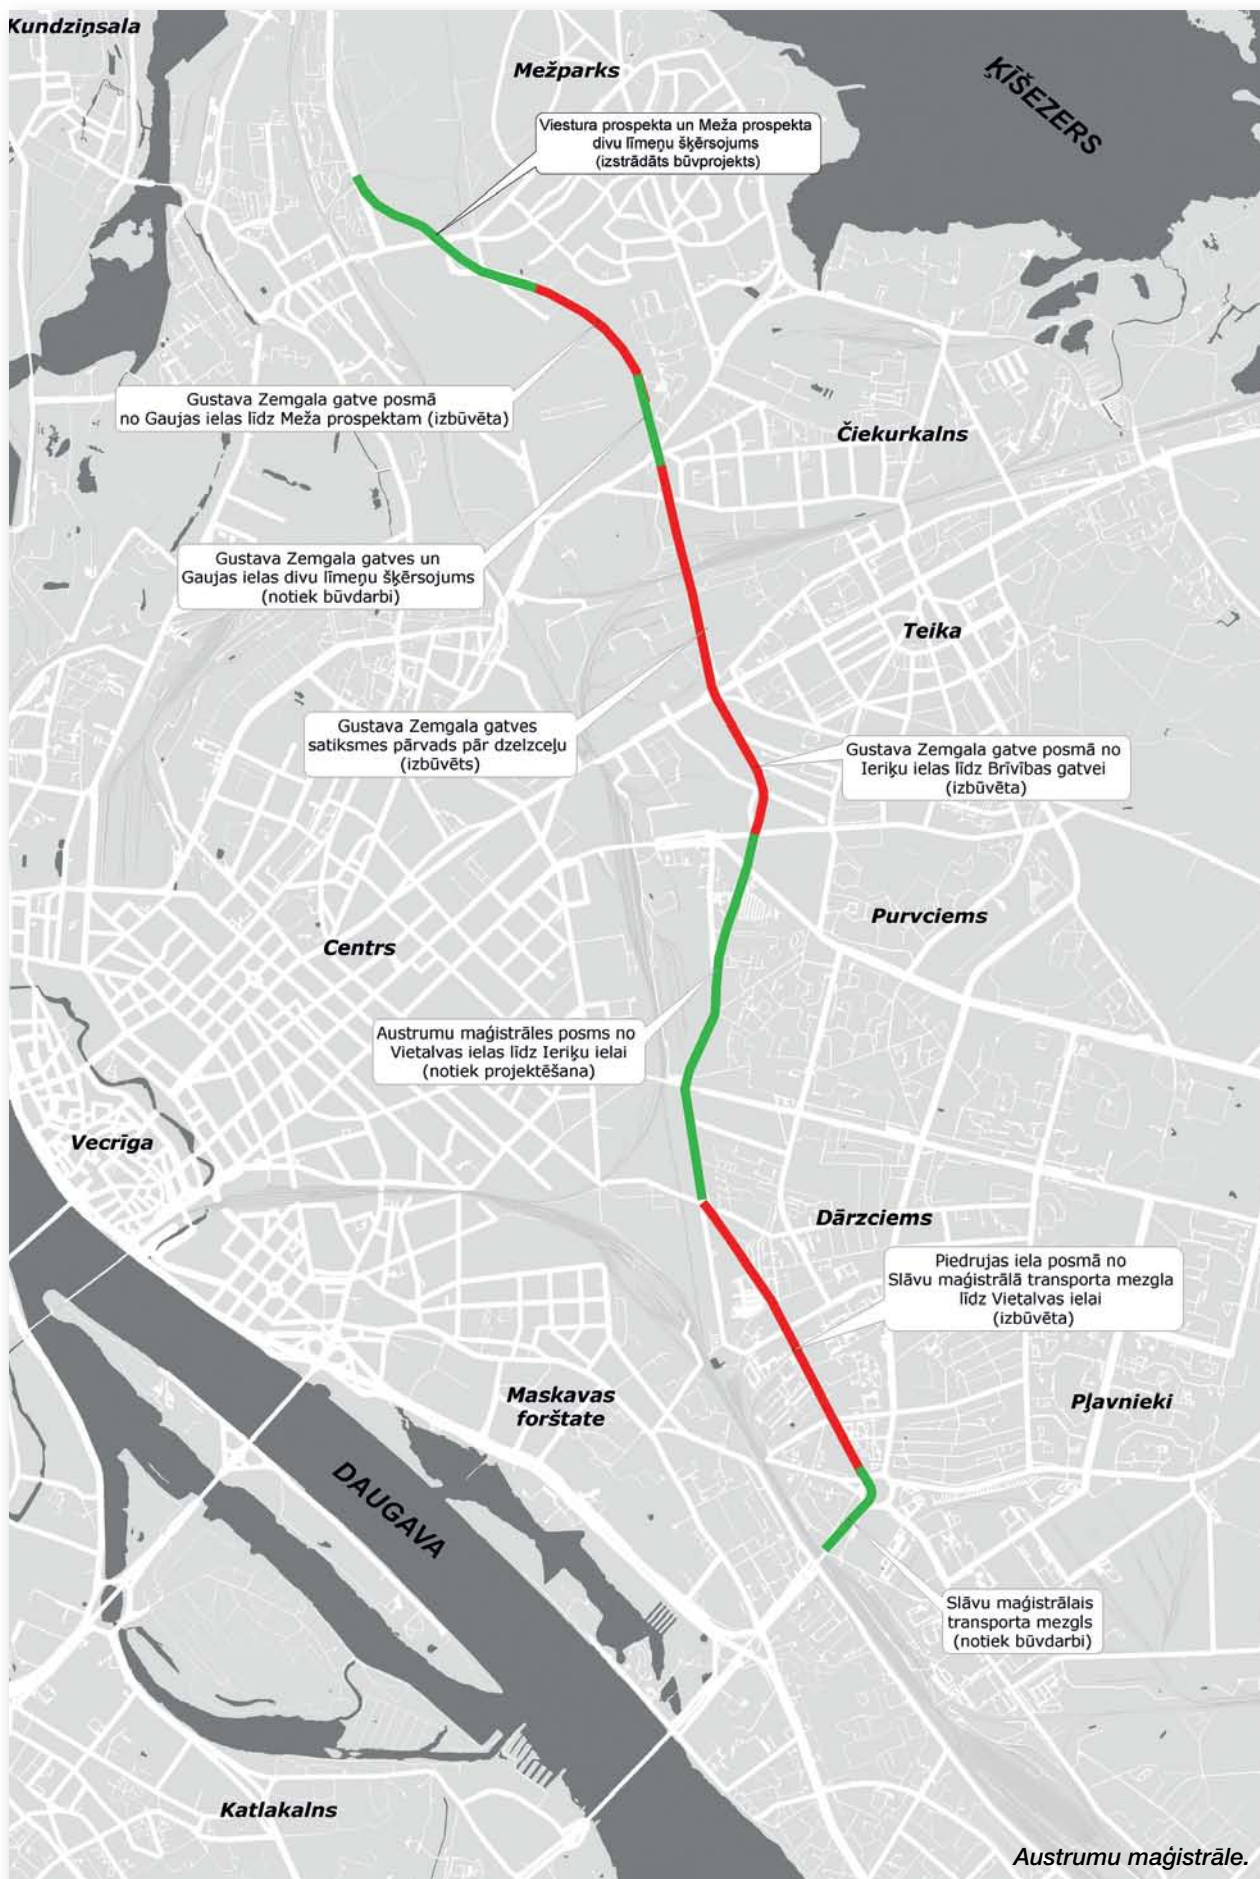 Kundziņsala
Mežparks
ĶĪŠEZERS
Viestura prospekta un Meža prospekta
divu līmeņu šķērsojums
(izstrādāts būvprojekts)
Gustava Zemgala gatve posmā
no Gaujas ielas līdz Meža prospektam (izbūvēta)
Čiekurkalns
Gustava Zemgala gatves un
Gaujas ielas divu līmeņu šķērsojums
(notiek būvdarbi)
Teika
Gustava Zemgala gatves
satiksmes pārvads pār dzelzceļu
(izbūvēts)
Gustava Zemgala gatve posmā no
Ieriķu ielas līdz Brīvības gatvei
(izbūvēta)
Purvciems
Centrs
Austrumu maģistrāles posms no
Vietalvas ielas līdz Ieriķu ielai
(notiek projektēšana)
Vecrīga
Dārzciems
Piedrujas iela posmā no
Slāvu maģistrālā transporta mezgla
līdz Vietalvas ielai
(izbūvēta)
Maskavas
forštate
Pļavnieki
DAUGAVA
Slāvu maģistrālais
transporta mezgls
(notiek būvdarbi)
Katlakalns
Austrumu maģistrāle.